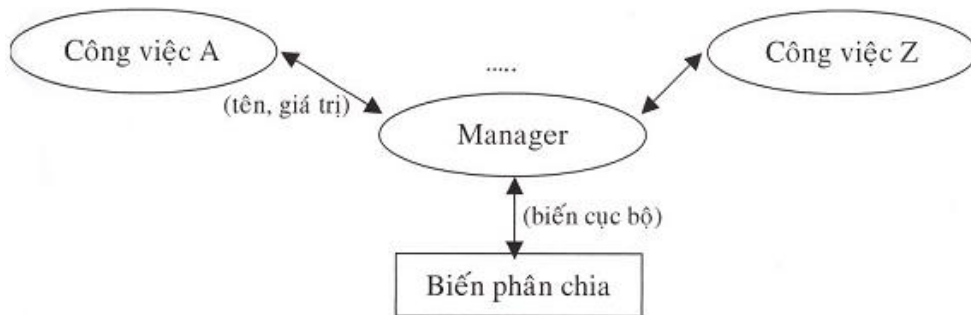 Công việc A
.....
Công việc Z
(tên, giá trị)
Manager
(biến cục bộ)
Biến phân chia